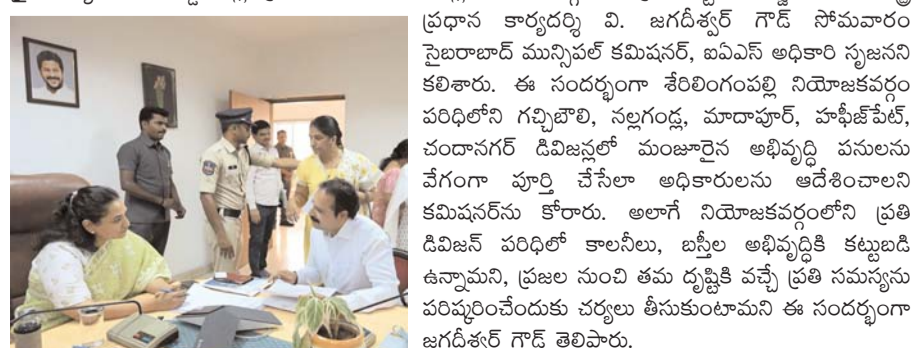 ప్రధాన కార్యదర్శి వి. జగదీశ్వర్ గౌడ్ సోమవారం
సైబరాబాద్ మున్సిపల్ కమిషనర్, ఐఏఎస్ అధికారి సృజనని
కలిశారు. ఈ సందర్భంగా శేరిలింగంపల్లి నియోజకవర్గం
పరిధిలోని గచ్చిబౌలి, నల్లగండ్ల, మాదాపూర్, హఫీజ్‌పేట్,
చందానగర్ డివిజన్లలో మంజూరైన అభివృద్ధి పనులను
వేగంగా పూర్తి చేసేలా అధికారులను ఆదేశించాలని
కమిషనర్‌ను కోరారు. అలాగే నియోజకవర్గంలోని ప్రతి
డివిజన్ పరిధిలో కాలనీలు, బస్తీల అభివృద్ధికి కట్టుబడి
ఉన్నామని, ప్రజల నుంచి తమ దృష్టికి వచ్చే ప్రతి సమస్యను
పరిష్కరించేందుకు చర్యలు తీసుకుంటామని ఈ సందర్భంగా
జగదీశ్వర్ గౌడ్ తెలిపారు.